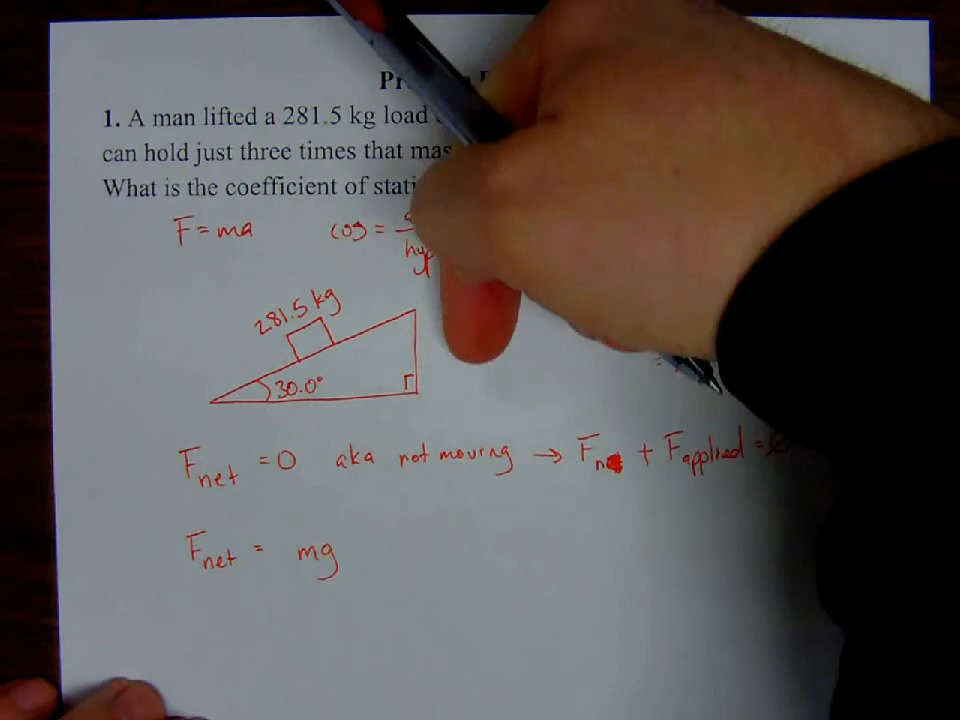 1. A man lifted a 281.5 kg load
can hold just three times that mas
What is the coefficient of stati
F = ma cos =
hyp
281.5 kg
30.0°
Fnet = 0 aka not moving → Fn + Fapplied =
Fnet = mg